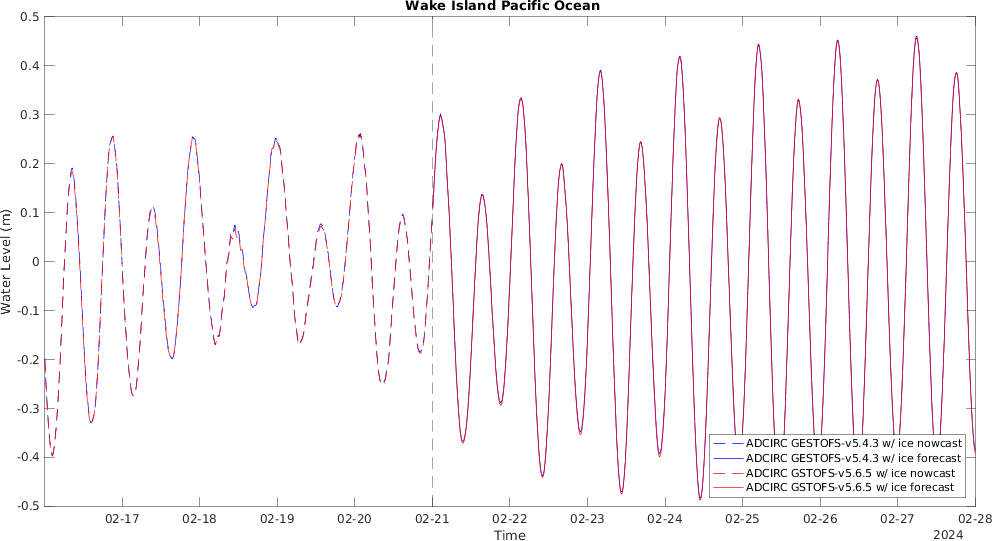 Wake Island Pacific Ocean
0.5
0.4
0.3
0.2
0.1
0
-0.1
-0.2
-0.3
-0.4
-0.5
Water Level (m)
ADCIRC GESTOFS-v5.4.3 w/ ice nowcast
ADCIRC GESTOFS-v5.4.3 w/ ice forecast
ADCIRC GSTOFS-v5.6.5 w/ ice nowcast
ADCIRC GSTOFS-v5.6.5 w/ ice forecast
02-17 02-18 02-19 02-20 02-21 02-22 02-23 02-24 02-25 02-26 02-27 02-28
Time
2024